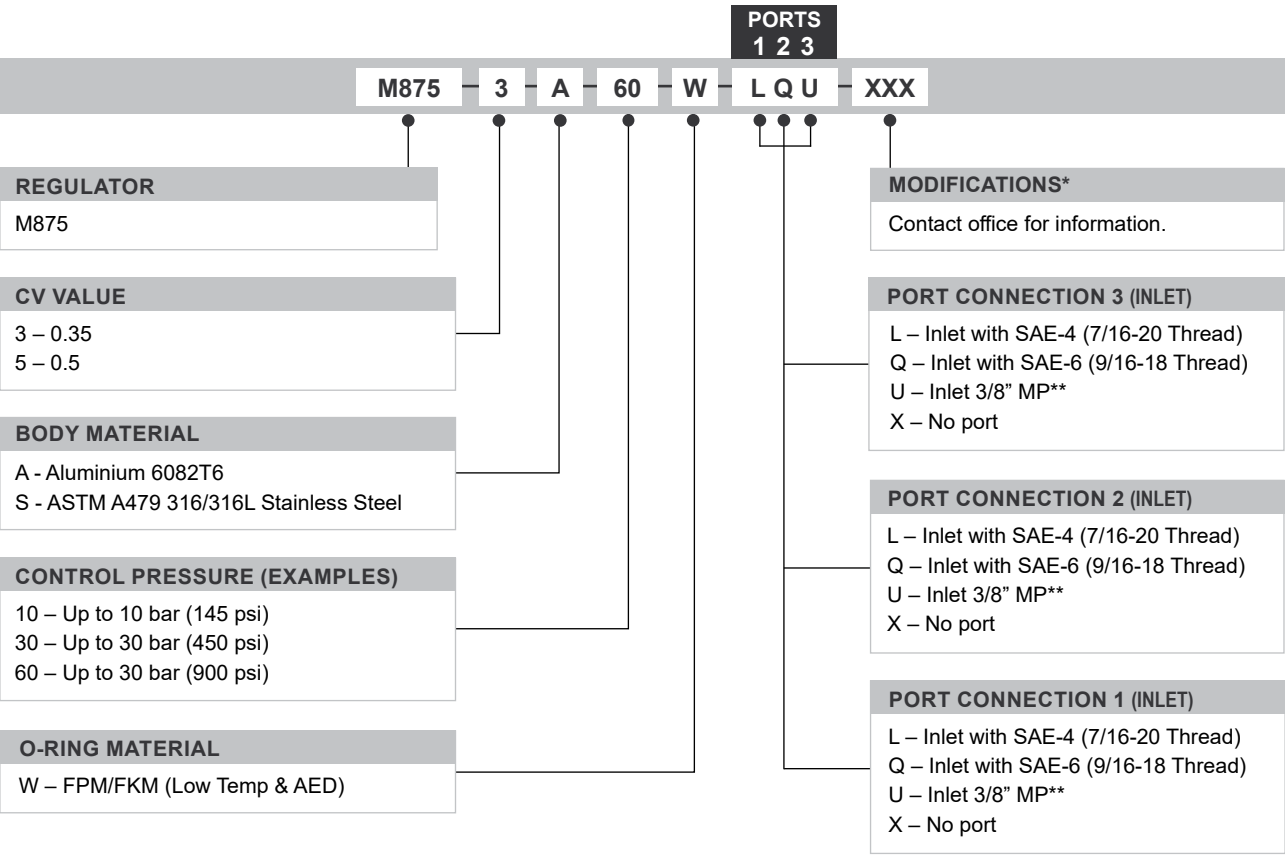 PORTS
1 2 3
M875 3 A 60 W L Q U XXX
REGULATOR
M875
CV VALUE
3 – 0.35
5 – 0.5
BODY MATERIAL
A - Aluminium 6082T6
S - ASTM A479 316/316L Stainless Steel
CONTROL PRESSURE (EXAMPLES)
10 – Up to 10 bar (145 psi)
30 – Up to 30 bar (450 psi)
60 – Up to 30 bar (900 psi)
O-RING MATERIAL
W – FPM/FKM (Low Temp & AED)
MODIFICATIONS*
Contact office for information.
PORT CONNECTION 3 (INLET)
L – Inlet with SAE-4 (7/16-20 Thread)
Q – Inlet with SAE-6 (9/16-18 Thread)
U – Inlet 3/8” MP**
X – No port
PORT CONNECTION 2 (INLET)
L – Inlet with SAE-4 (7/16-20 Thread)
Q – Inlet with SAE-6 (9/16-18 Thread)
U – Inlet 3/8” MP**
X – No port
PORT CONNECTION 1 (INLET)
L – Inlet with SAE-4 (7/16-20 Thread)
Q – Inlet with SAE-6 (9/16-18 Thread)
U – Inlet 3/8” MP**
X – No port